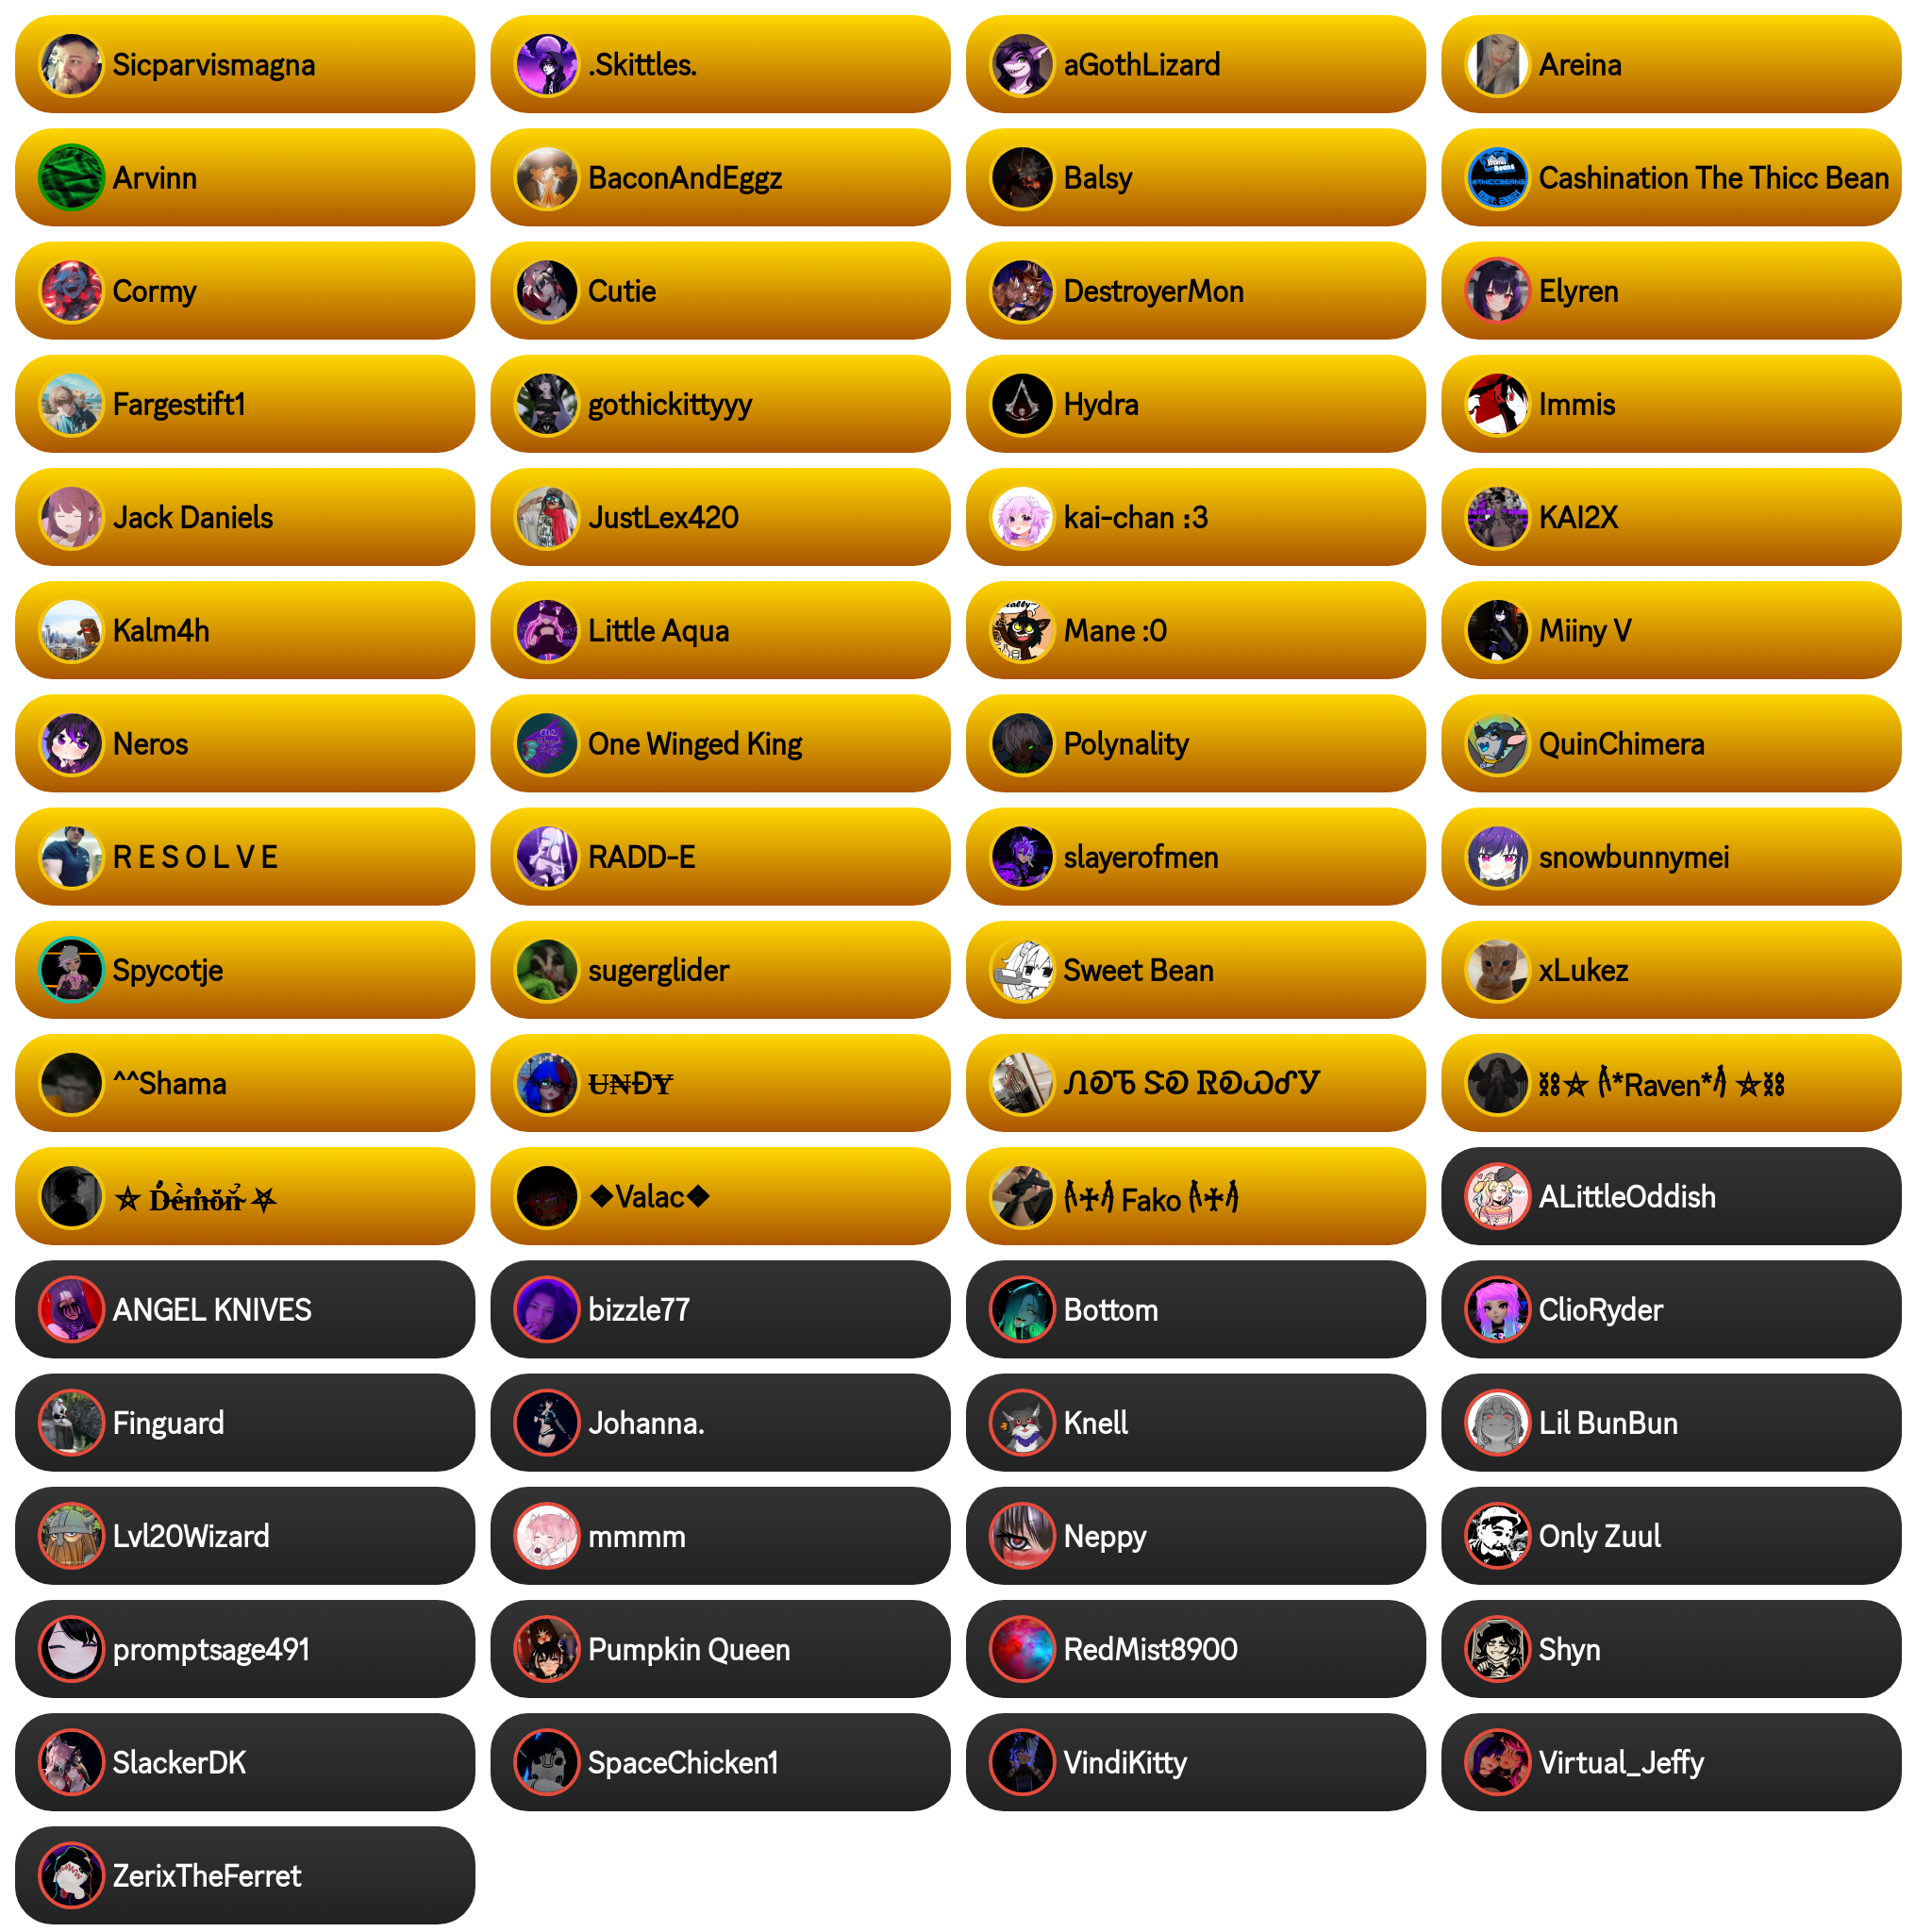 Sicparvismagna
.Skittles.
aGothLizard
Areina
Arvinn
BaconAndEggz
Balsy
Cashination The Thicc Bean
Cormy
Cutie
DestroyerMon
Elyren
Fargestift1
gothickittyyy
Hydra
Immis
Jack Daniels
JustLex420
kai-chan :3
KAI2X
Kalm4h
Little Aqua
Mane :0
Miiny V
Neros
One Winged King
Polynality
QuinChimera
R E S O L V E
RADD-E
slayerofmen
snowbunnymei
Spycotje
sugerglider
Sweet Bean
xLukez
^^Shama
*Raven*
❖Valac❖
Fako
ALittleOddish
ANGEL KNIVES
bizzle77
Bottom
ClioRyder
Finguard
Johanna.
Knell
Lil BunBun
Lvl20Wizard
mmmm
Neppy
Only Zuul
promptsage491
Pumpkin Queen
RedMist8900
Shyn
SlackerDK
SpaceChicken1
VindiKitty
Virtual_Jeffy
ZerixTheFerret